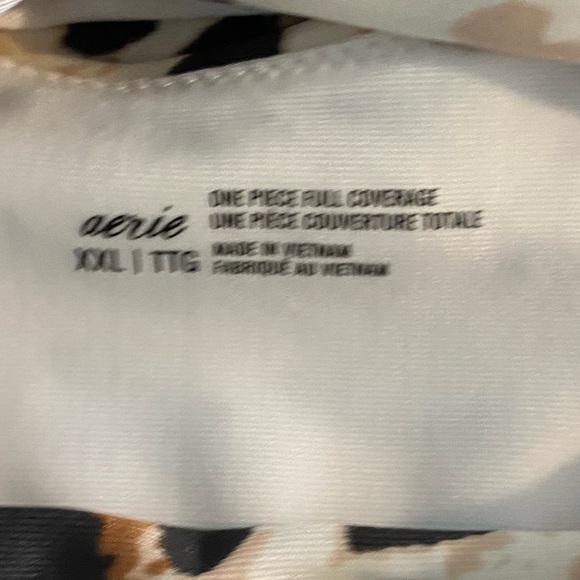 aerie
XXL | TTG
ONE PIECE FULL COVERAGE
UNE PIÈCE COUVERTURE TOTALE
MADE IN VIETNAM
FABRIQUÉ AU VIETNAM